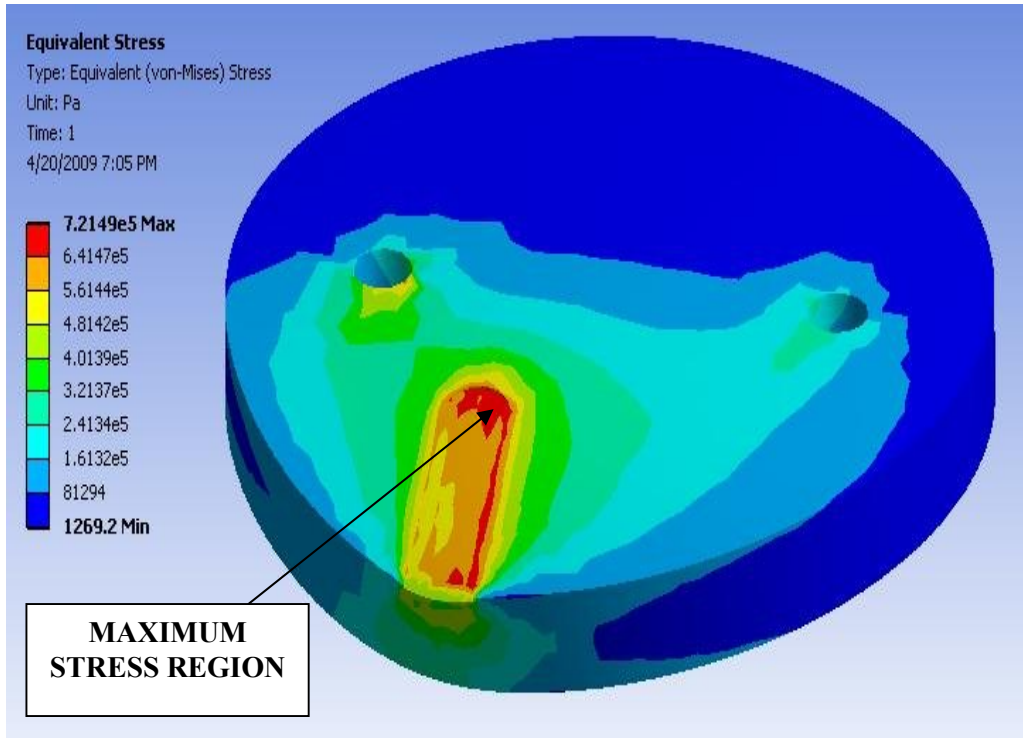 Equivalent Stress
Type: Equivalent (von-Mises) Stress
Unit: Pa
Time: 1
4/20/2009 7:05 PM
7.2149e5 Max
6.4147e5
5.6144e5
4.8142e5
4.0139e5
3.2137e5
2.4134e5
1.6132e5
81294
1269.2 Min
MAXIMUM
STRESS REGION